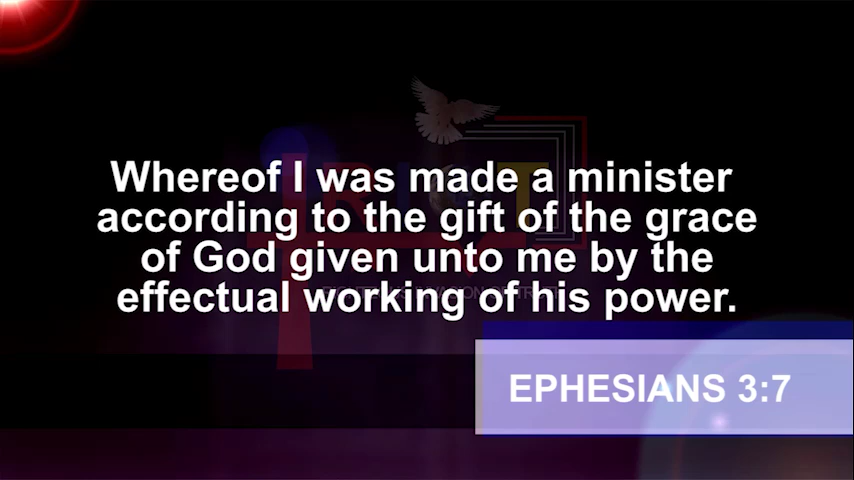 Whereof I was made a minister
according to the gift of the grace
of God given unto me by the
effectual working of his power.
EPHESIANS 3:7